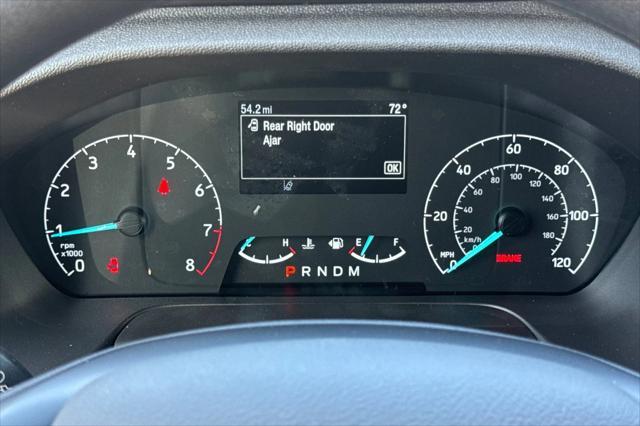 54.2 mi 72°
Rear Right Door
Ajar
OK
0 1 2 3 4 5 6 7 8
rpm
x1000
C H E F
P R N D M
0 20 40 60 80 100 120
20 40 60 80 100 120 140 160 180
MPH
km/h
BRAKE